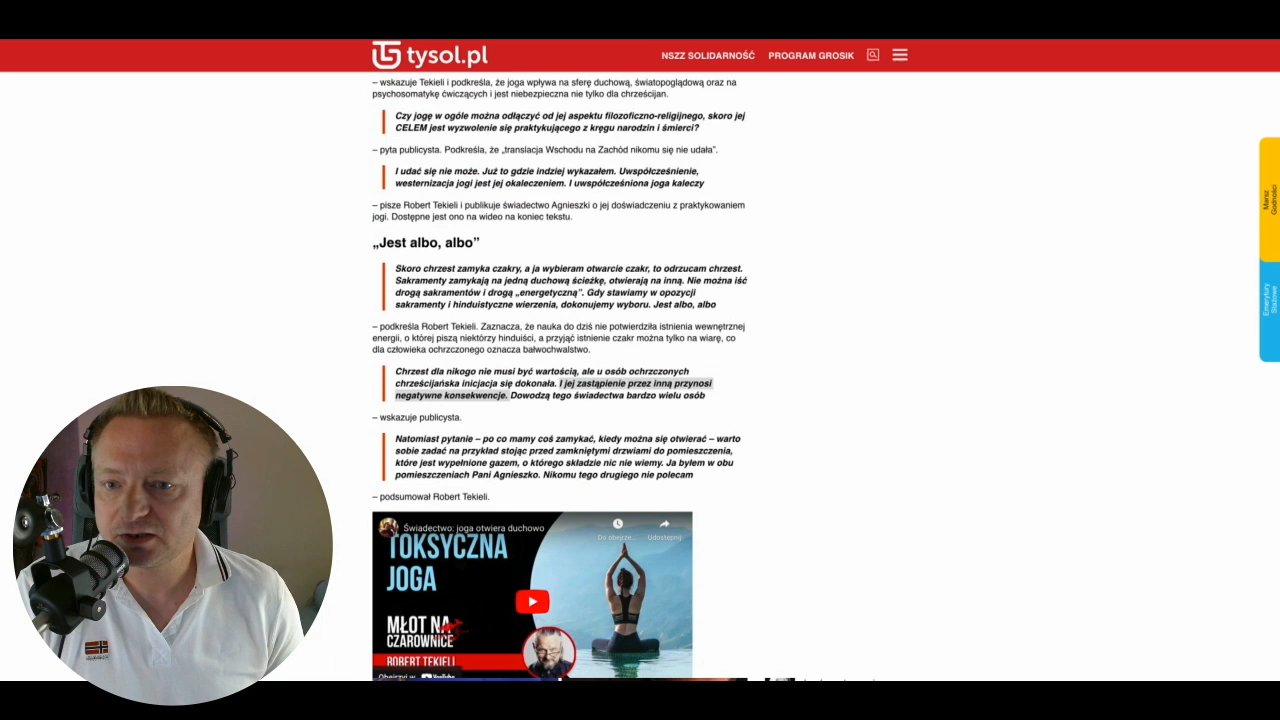 tysol.pl
NSZZ SOLIDARNOŚĆ
PROGRAM GROSIK
– wskazuje Tekieli i podkreśla, że joga wpływa na sferę duchową, światopoglądową oraz na
psychosomatykę ćwiczących i jest niebezpieczna nie tylko dla chrześcijan.
Czy jogę w ogóle można odłączyć od jej aspektu filozoficzno-religijnego, skoro jej
CELEM jest wyzwolenie się praktykującego z kręgu narodzin i śmierci?
– pyta publicysta. Podkreśla, że „translacja Wschodu na Zachód nikomu się nie udała”.
I udać się nie może. Już to gdzie indziej wykazałem. Uwspółcześnienie,
westernizacja jogi jest jej okaleczeniem. I uwspółcześniona joga kaleczy
– pisze Robert Tekieli i publikuje świadectwo Agnieszki o jej doświadczeniu z praktykowaniem
jogi. Dostępne jest ono na wideo na koniec tekstu.
„Jest albo, albo”
Skoro chrzest zamyka czakry, a ja wybieram otwarcie czakr, to odrzucam chrzest.
Sakramenty zamykają na jedną duchową ścieżkę, otwierają na inną. Nie można iść
drogą sakramentów i drogą „energetyczną”. Gdy stawiamy w opozycji
sakramenty i hinduistyczne wierzenia, dokonujemy wyboru. Jest albo, albo
– podkreśla Robert Tekieli. Zaznacza, że nauka do dziś nie potwierdziła istnienia wewnętrznej
energii, o której piszą niektórzy hinduiści, a przyjąć istnienie czakr można tylko na wiarę, co
dla człowieka ochrzczonego oznacza bałwochwalstwo.
Chrzest dla nikogo nie musi być wartością, ale u osób ochrzczonych
chrześcijańska inicjacja się dokonała. I jej zastąpienie przez inną przynosi
negatywne konsekwencje. Dowodzą tego świadectwa bardzo wielu osób
– wskazuje publicysta.
Natomiast pytanie – po co mamy coś zamykać, kiedy można się otwierać – warto
sobie zadać na przykład stojąc przed zamkniętymi drzwiami do pomieszczenia,
które jest wypełnione gazem, o którego składzie nic nie wiemy. Ja byłem w obu
pomieszczeniach Pani Agnieszko. Nikomu tego drugiego nie polecam
– podsumował Robert Tekieli.
Świadectwo: joga otwiera duchowo
Do obejrze...
Udostępnij
TOKSYCZNA
JOGA
MŁOT NA
CZAROWNICE
ROBERT TEKIELI
Obejrzyj w
YouTube
Marsz
Godności
Emerytury
Stażowe